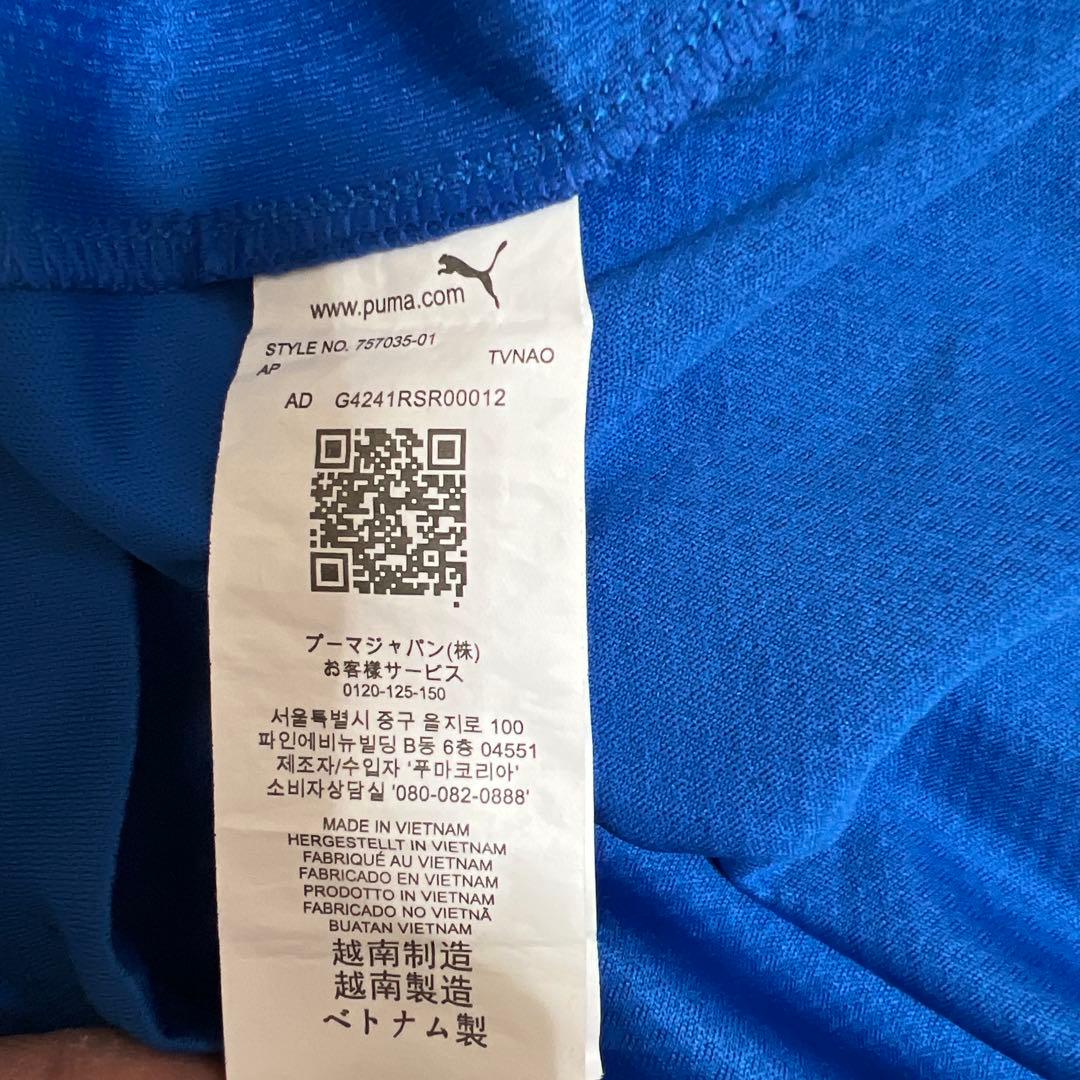 www.puma.com
STYLE NO. 757035-01
AP TVNAO
AD G4241RSR00012
プーマジャパン(株)
お客様サービス
0120-125-150
서울특별시 중구 을지로 100
파인에비뉴빌딩 B동 6층 04551
제조자/수입자 '푸마코리아'
소비자상담실 '080-082-0888'
MADE IN VIETNAM
HERGESTELLT IN VIETNAM
FABRIQUÉ AU VIETNAM
FABRICADO EN VIETNAM
PRODOTTO IN VIETNAM
FABRICADO NO VIETNÃ
BUATAN VIETNAM
越南制造
越南製造
ベトナム製